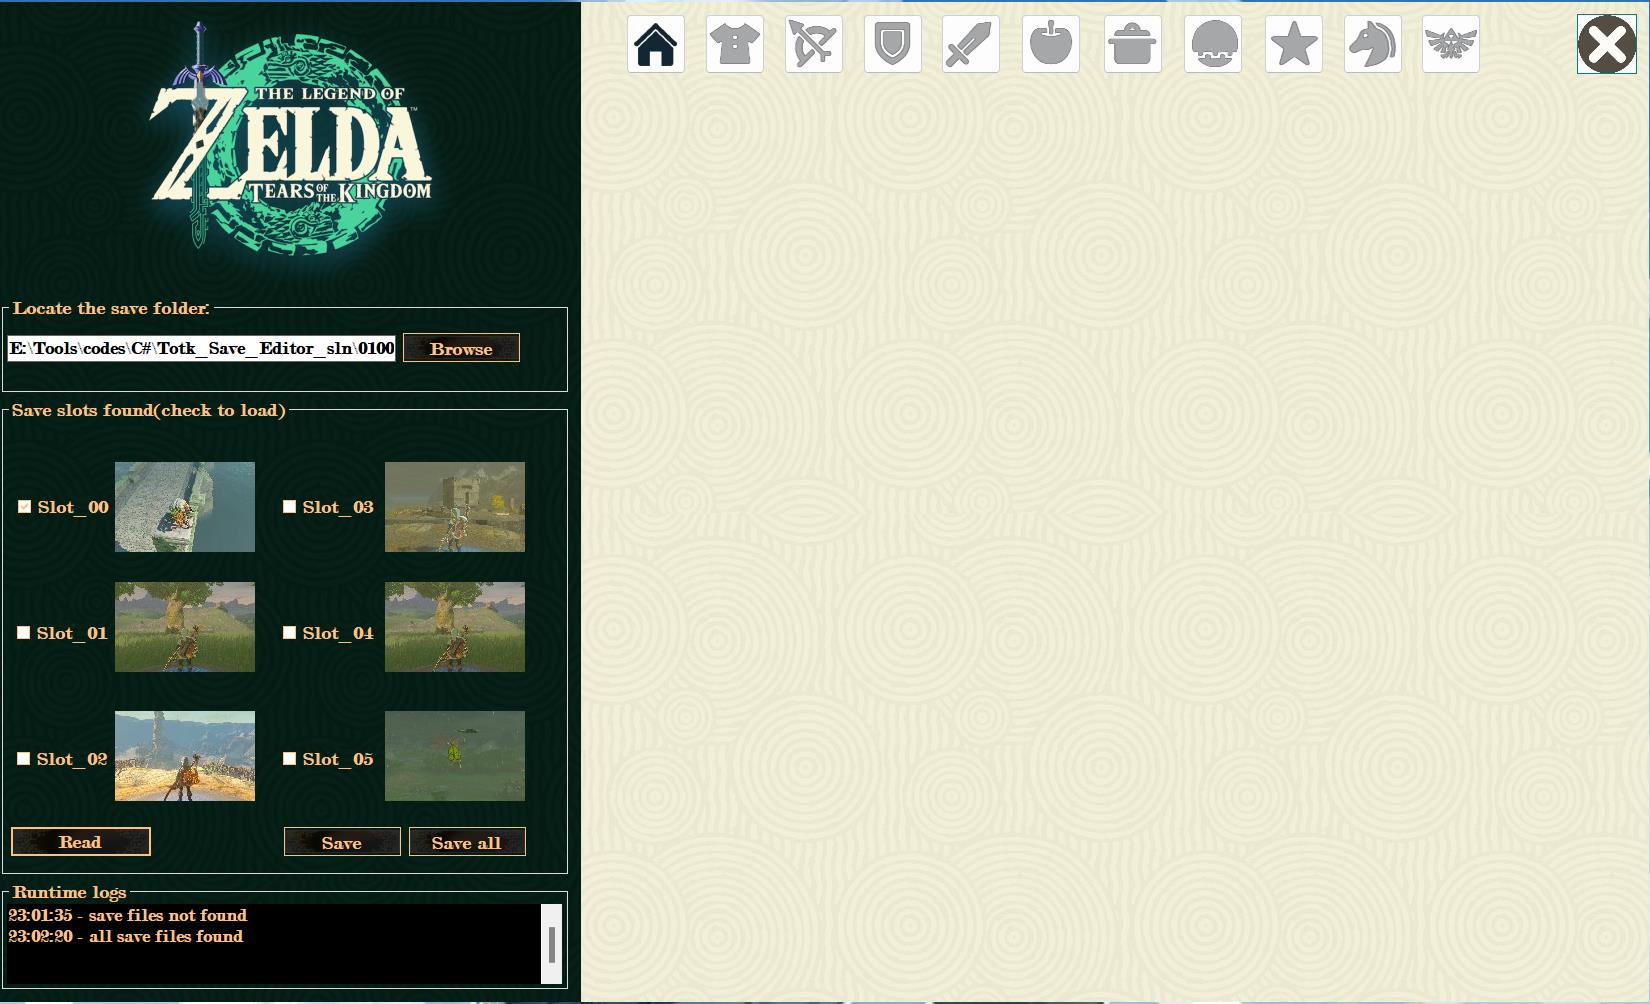 THE LEGEND OF
ZELDA™
TEARS OF THE KINGDOM
Locate the save folder:
E:\Tools\codes\C#\Totk_Save_Editor_sln\0100
Browse
Save slots found(check to load)
Slot_00
Slot_03
Slot_01
Slot_04
Slot_02
Slot_05
Read
Save
Save all
Runtime logs
23:01:35 - save files not found
23:02:20 - all save files found